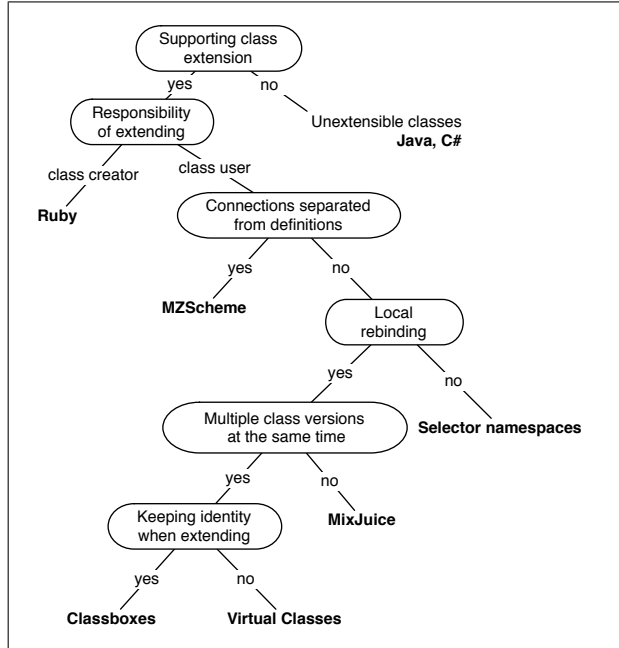 Supporting class
extension
yes
no
Responsibility
of extending
Unextensible classes
Java, C#
class creator
class user
Ruby
Connections separated
from definitions
yes
no
MZScheme
Local
rebinding
yes
no
Multiple class versions
at the same time
Selector namespaces
yes
no
MixJuice
Keeping identity
when extending
yes
no
Classboxes
Virtual Classes